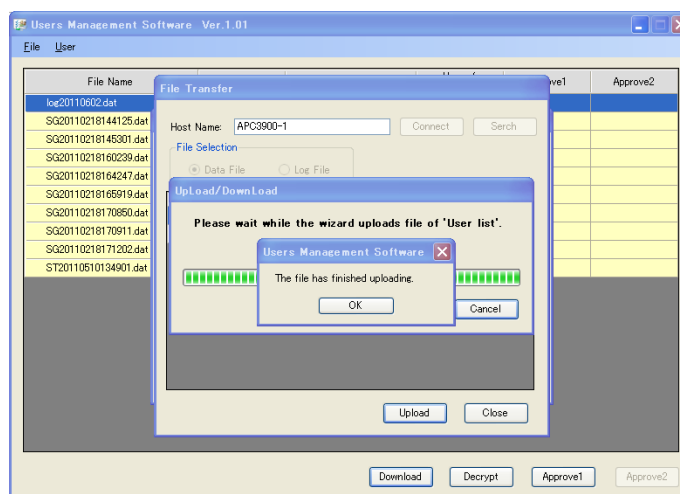 Users Management Software Ver.1.01
File User
File Name
ve1
Approve2
log20110602.dat
SG20110218144125.dat
SG20110218145301.dat
SG20110218160239.dat
SG20110218164247.dat
SG20110218165919.dat
SG20110218170850.dat
SG20110218170911.dat
SG20110218171202.dat
ST20110510134901.dat
File Transfer
Host Name: APC3900-1 Connect Serch
File Selection
Data File Log File
UpLoad/DownLoad
Please wait while the wizard uploads file of 'User list'.
Users Management Software
The file has finished uploading.
OK
Cancel
Upload Close
Download Decrypt Approve1 Approve2